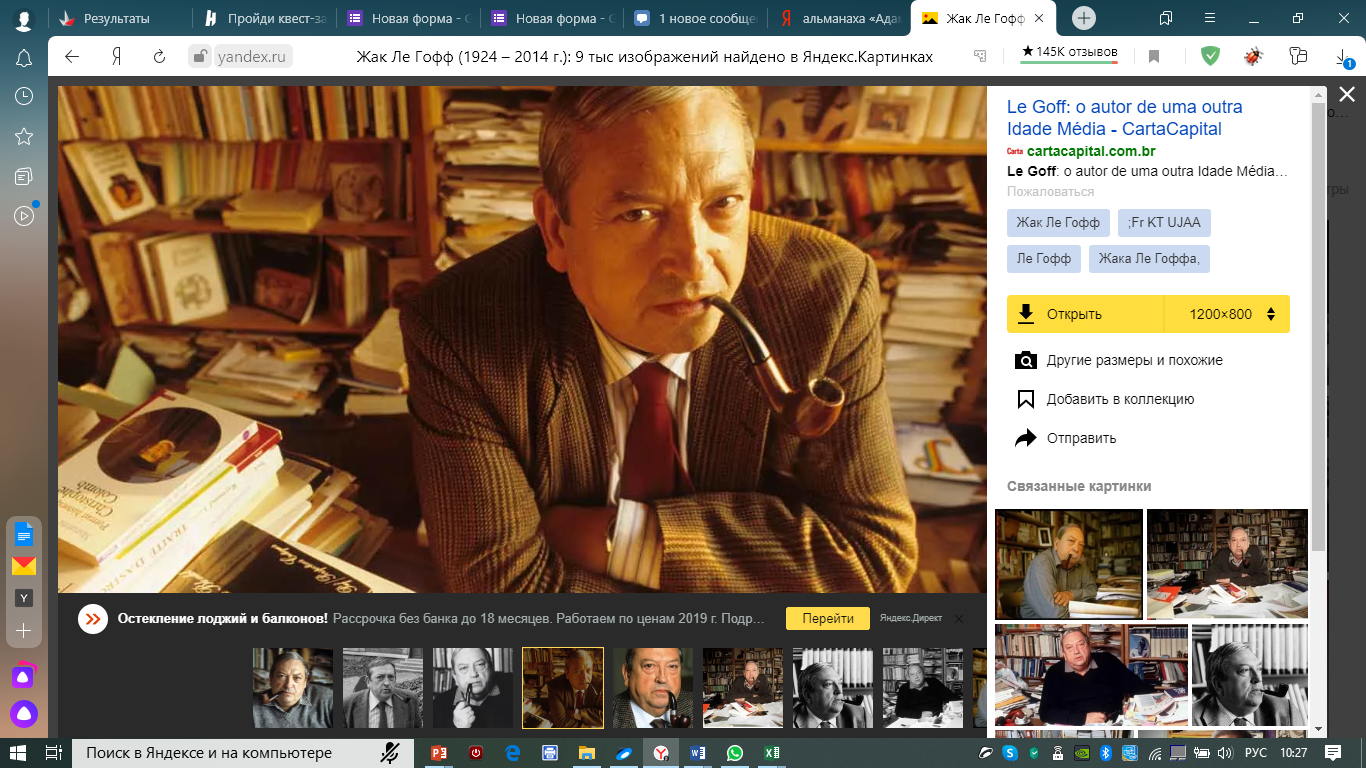 Результаты
Пройди квест-за
Новая форма - G
Новая форма - G
1 новое сообще
альманаха «Ада
Жак Ле Гофф
yandex.ru
Жак Ле Гофф (1924 – 2014 г.): 9 тыс изображений найдено в Яндекс.Картинках
★ 145K отзывов
1
Le Goff: o autor de uma outra
Idade Média - CartaCapital
Carta cartacapital.com.br
Le Goff: o autor de uma outra Idade Média…
Пожаловаться
Жак Ле Гофф
;Fr KT UJAA
Ле Гофф
Жака Ле Гоффа,
Открыть
1200×800
Другие размеры и похожие
Добавить в коллекцию
Отправить
Связанные картинки
Christophe
Colomb
TRAITE D'ASTR
Остекление лоджий и балконов! Рассрочка без банка до 18 месяцев. Работаем по ценам 2019 г. Подр…
Перейти
Яндекс.Директ
Y
Поиск в Яндексе и на компьютере
РУС
10:27